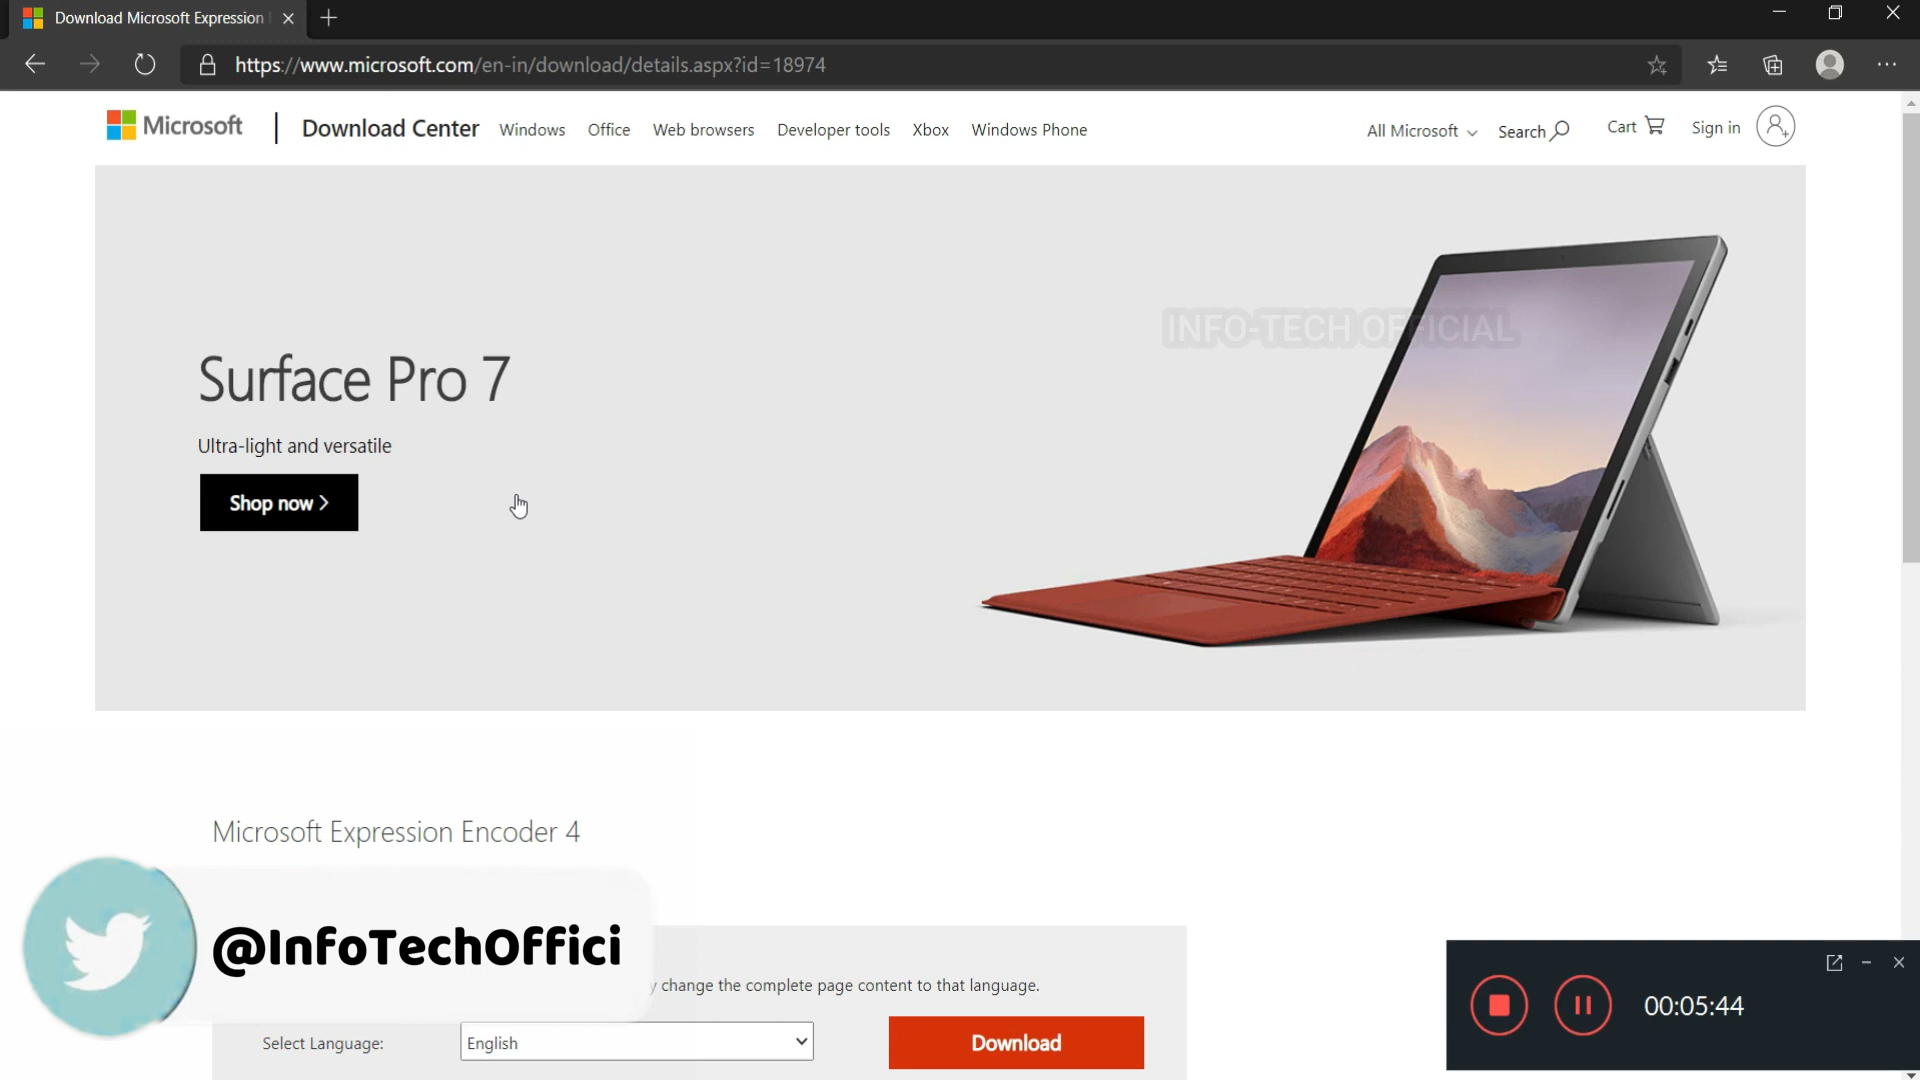 Download Microsoft Expression
https://www.microsoft.com/en-in/download/details.aspx?id=18974
Microsoft
Download Center
Windows
Office
Web browsers
Developer tools
Xbox
Windows Phone
All Microsoft
Search
Cart
Sign in
INFO-TECH OFFICIAL
Surface Pro 7
Ultra-light and versatile
Shop now
Microsoft Expression Encoder 4
@InfoTechOffici
change the complete page content to that language.
Select Language:
English
Download
00:05:44